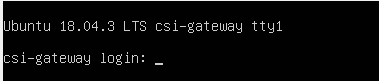 Ubuntu 18.04.3 LTS csi-gateway tty1
csi-gateway login: _